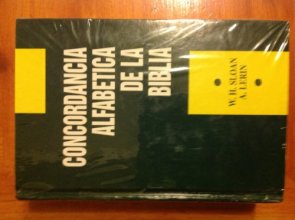 CONCORDANCIA
ALFABETICA
DE LA
BIBLIA
W. H. SLOAN
A. LERIN